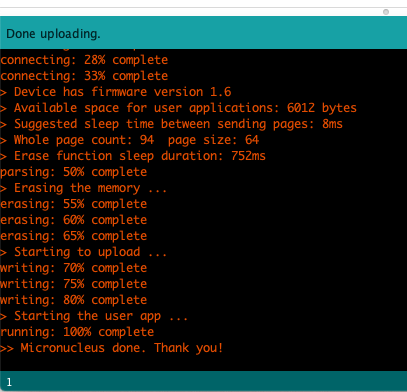 Done uploading.
connecting: 28% complete
connecting: 33% complete
> Device has firmware version 1.6
> Available space for user applications: 6012 bytes
> Suggested sleep time between sending pages: 8ms
> Whole page count: 94  page size: 64
> Erase function sleep duration: 752ms
parsing: 50% complete
> Erasing the memory ...
erasing: 55% complete
erasing: 60% complete
erasing: 65% complete
> Starting to upload ...
writing: 70% complete
writing: 75% complete
writing: 80% complete
> Starting the user app ...
running: 100% complete
>> Micronucleus done. Thank you!
1